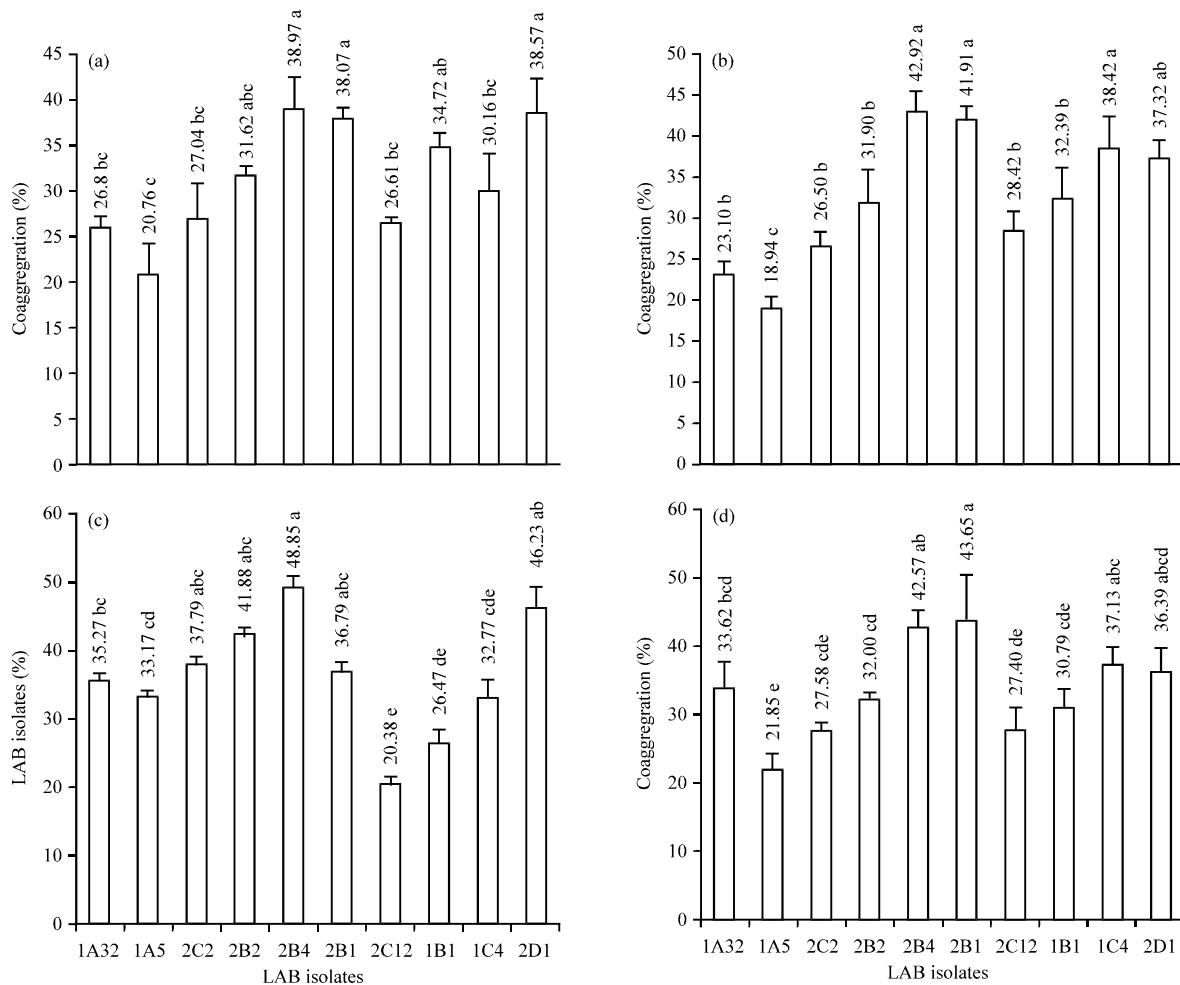 (a)
Coaggregration (%)
45
40
35
30
25
20
15
10
5
0
26.8 bc
20.76 c
27.04 bc
31.62 abc
38.97 a
38.07 a
26.61 bc
34.72 ab
30.16 bc
38.57 a
(b)
Coaggregration (%)
50
45
40
35
30
25
20
15
10
5
0
23.10 b
18.94 c
26.50 b
31.90 b
42.92 a
41.91 a
28.42 b
32.39 b
38.42 a
37.32 ab
(c)
LAB isolates (%)
60
50
40
30
20
10
0
35.27 bc
33.17 cd
37.79 abc
41.88 abc
48.85 a
36.79 abc
20.38 e
26.47 de
32.77 cde
46.23 ab
1A32 1A5 2C2 2B2 2B4 2B1 2C12 1B1 1C4 2D1
LAB isolates
(d)
Coaggregration (%)
60
50
40
30
20
10
0
33.62 bcd
21.85 e
27.58 cde
32.00 cd
42.57 ab
43.65 a
27.40 de
30.79 cde
37.13 abc
36.39 abcd
1A32 1A5 2C2 2B2 2B4 2B1 2C12 1B1 1C4 2D1
LAB isolates